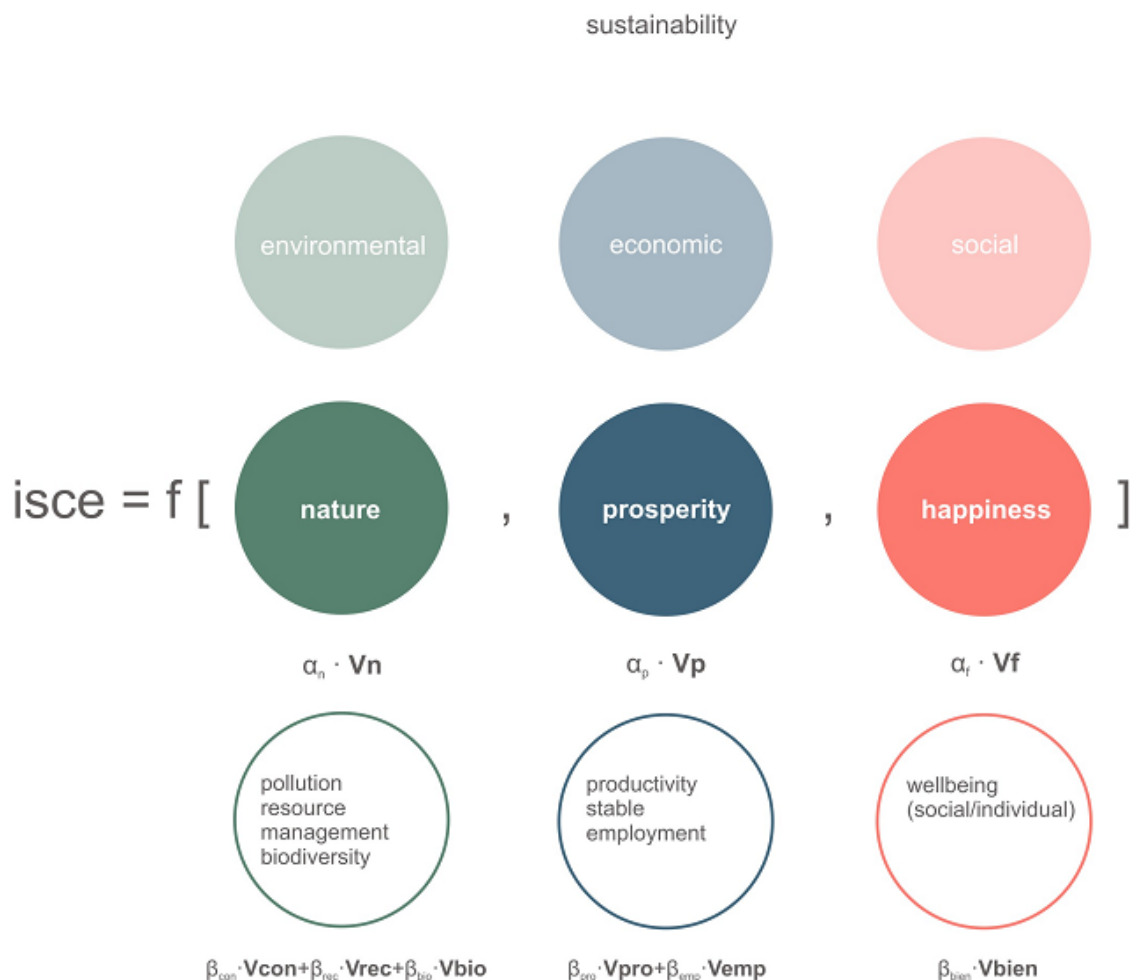 sustainability
environmental
economic
social
isce = f [ nature , prosperity , happiness ]
αn · Vn
αp · Vp
αf · Vf
pollution
resource
management
biodiversity
productivity
stable
employment
wellbeing
(social/individual)
βcon·Vcon+βrec·Vrec+βbio·Vbio
βpro·Vpro+βemp·Vemp
βbien·Vbien